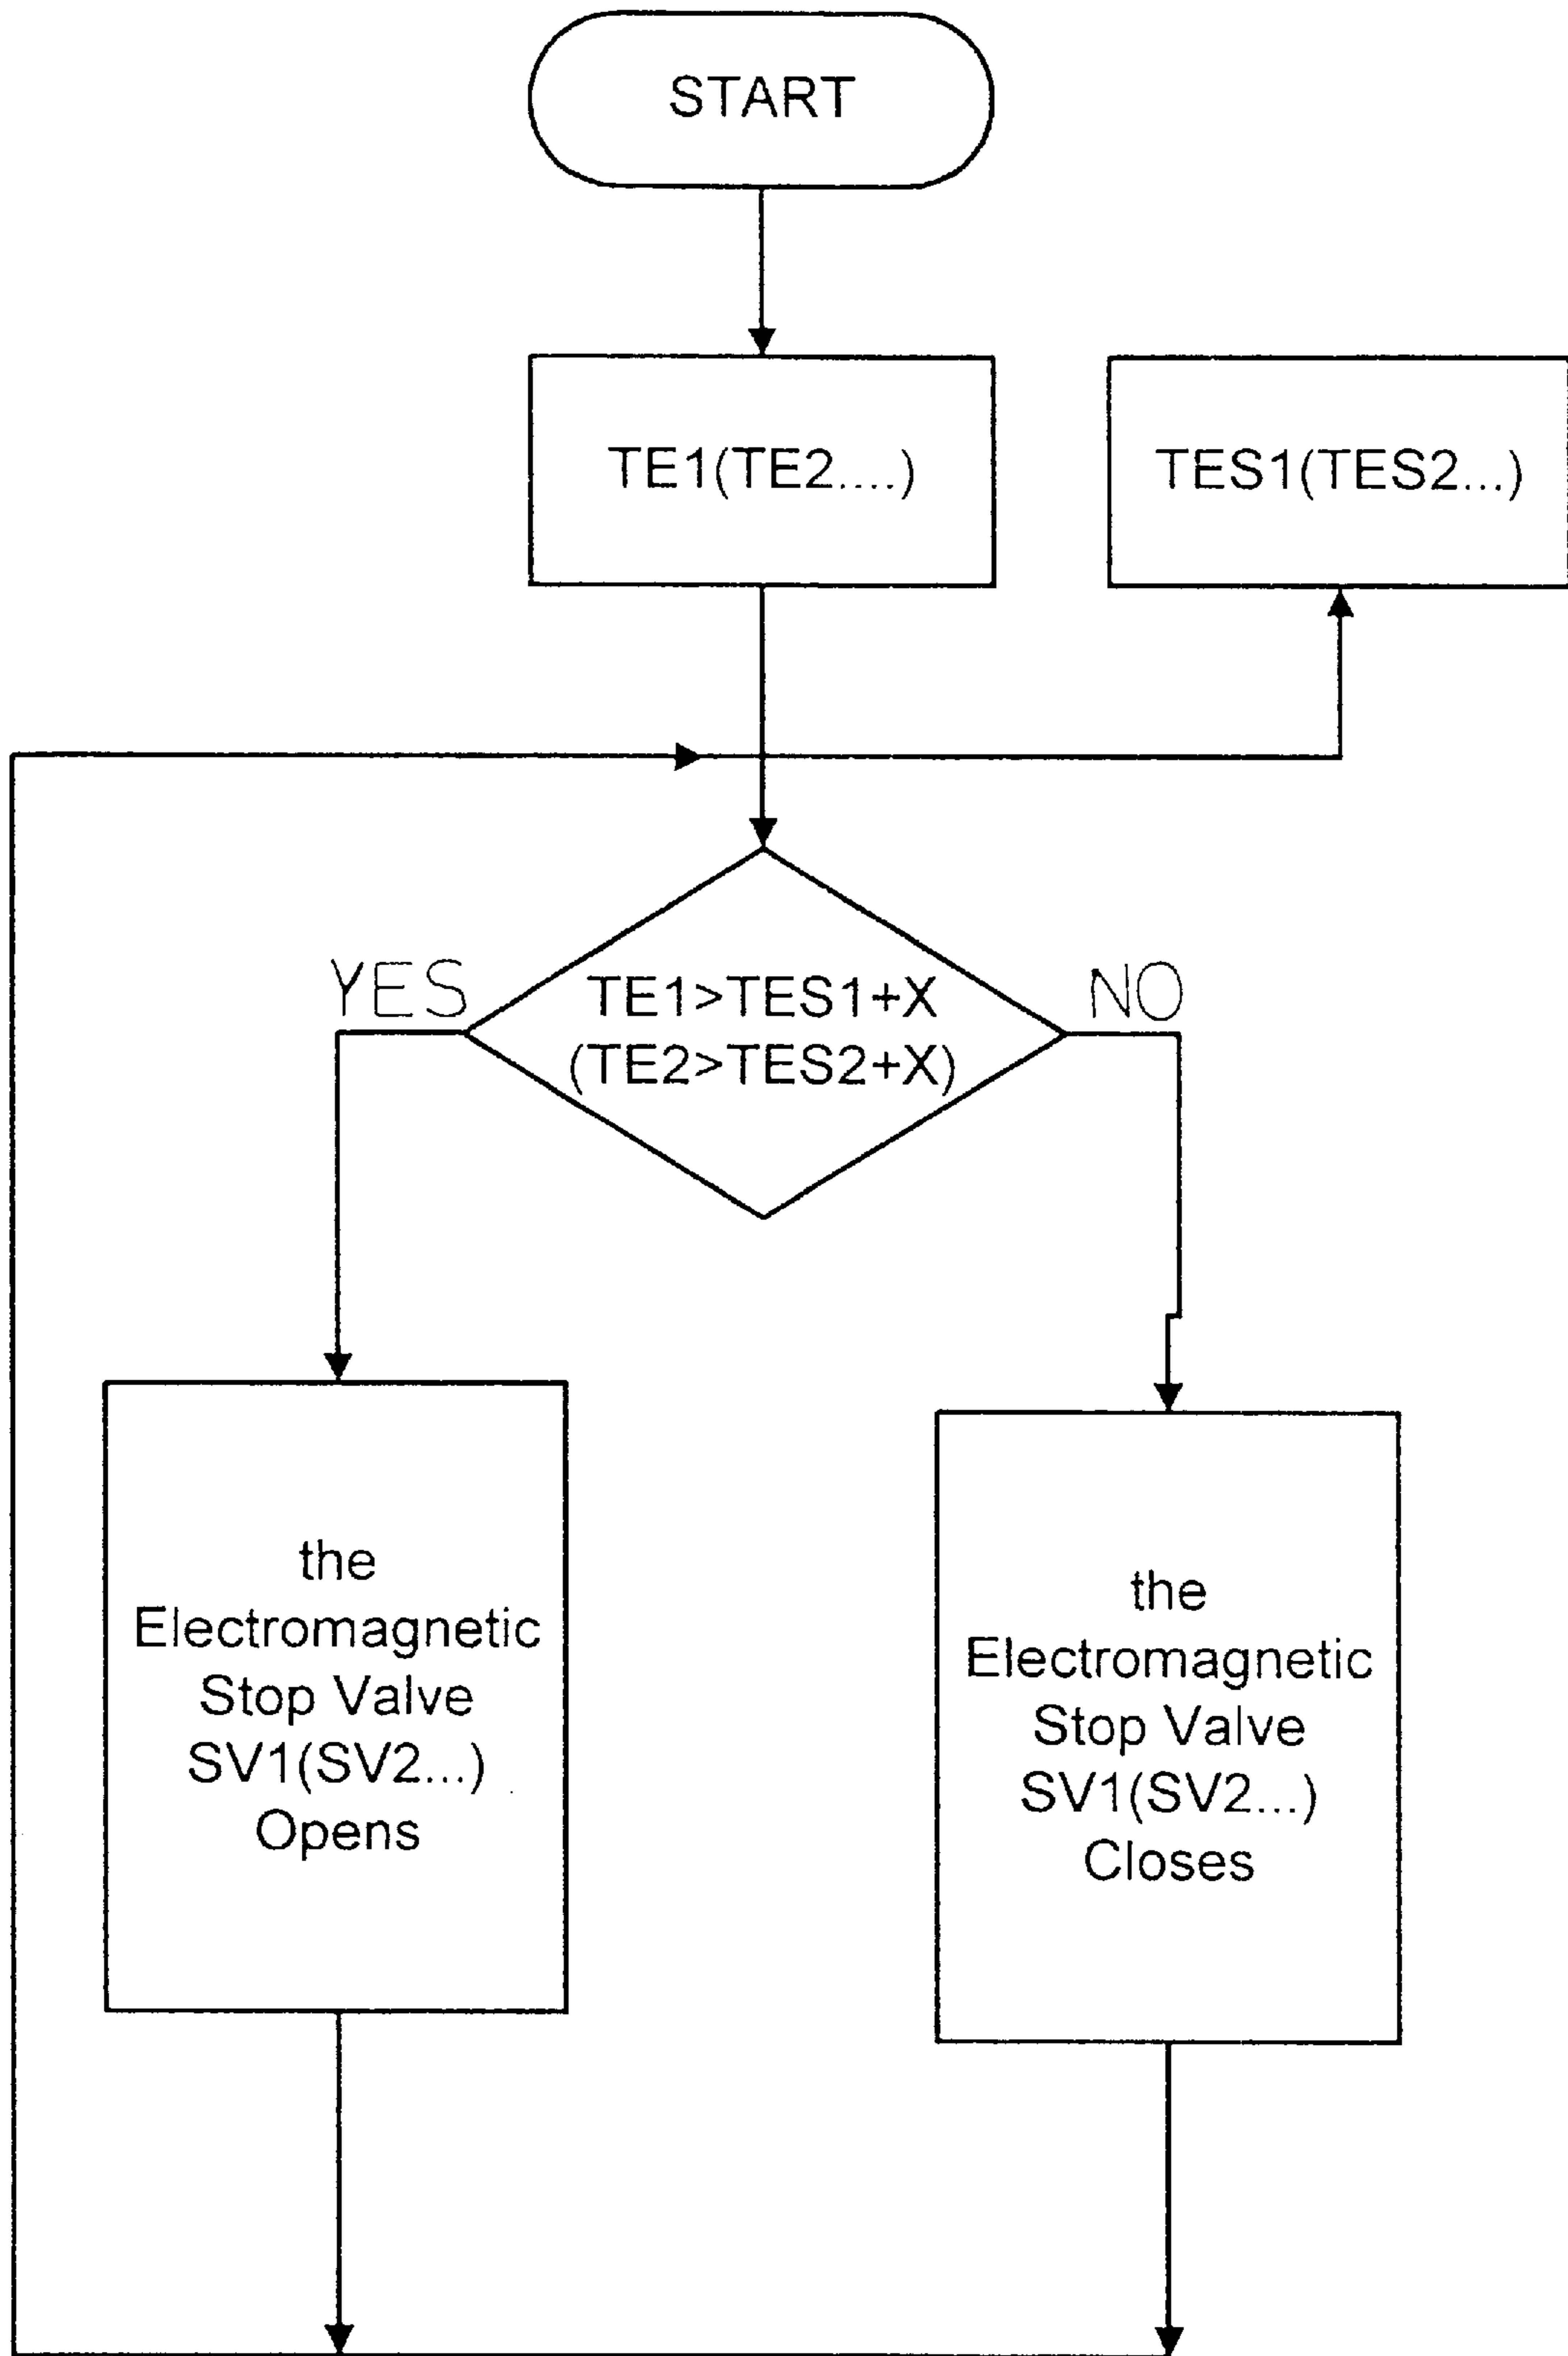 START
TE1(TE2....)
TES1(TES2...)
YES
TE1>TES1+X
(TE2>TES2+X)
NO
the
Electromagnetic
Stop Valve
SV1(SV2...)
Opens
the
Electromagnetic
Stop Valve
SV1(SV2...)
Closes